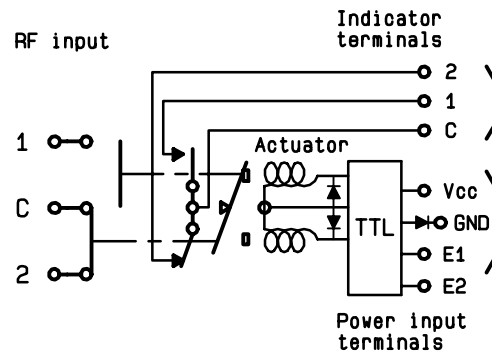 Indicator
terminals
RF input
2
1
C
Actuator
1
C
2
TTL
Vcc
GND
E1
E2
Power input
terminals